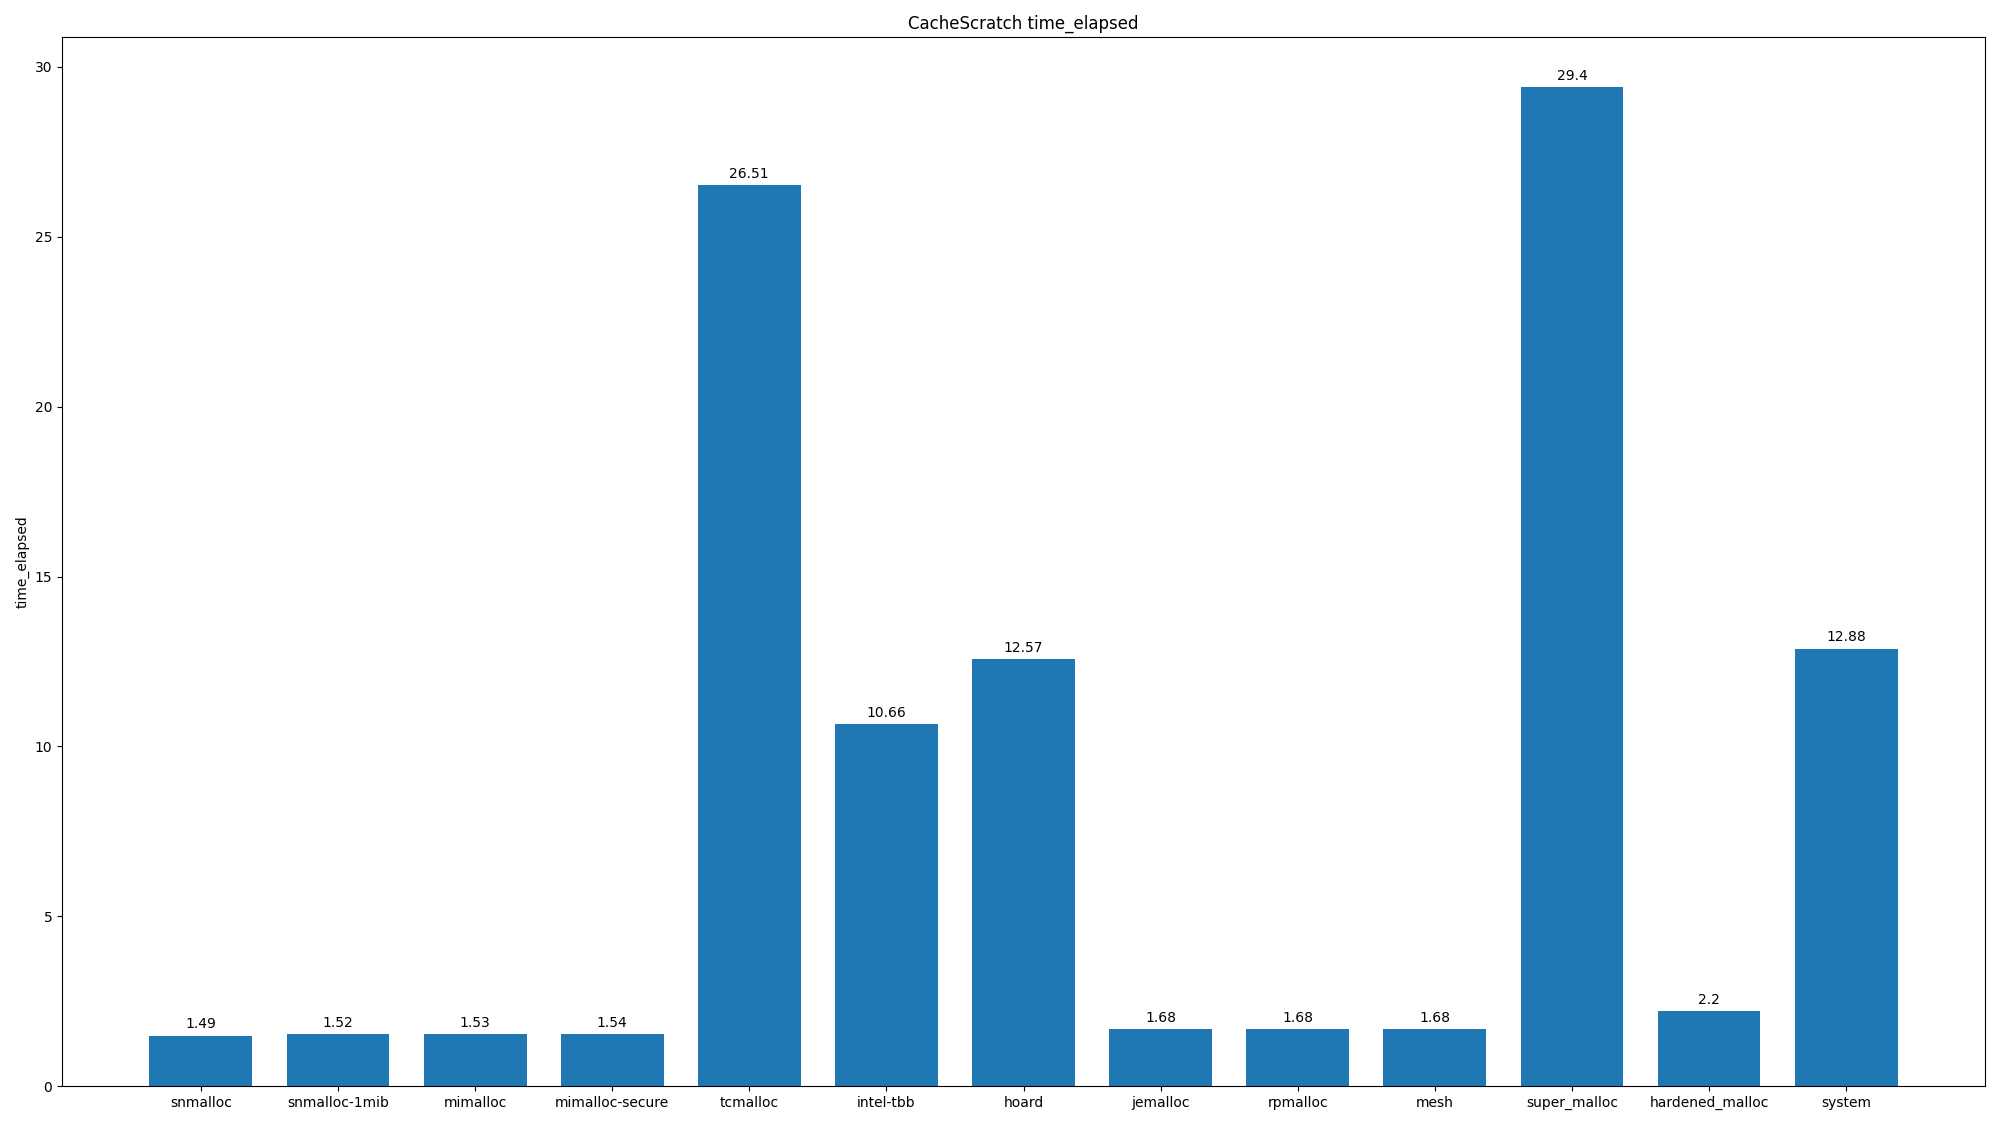 CacheScratch time_elapsed
time_elapsed
30
25
20
15
10
5
0
1.49
1.52
1.53
1.54
26.51
10.66
12.57
1.68
1.68
1.68
29.4
2.2
12.88
snmalloc
snmalloc-1mib
mimalloc
mimalloc-secure
tcmalloc
intel-tbb
hoard
jemalloc
rpmalloc
mesh
super_malloc
hardened_malloc
system